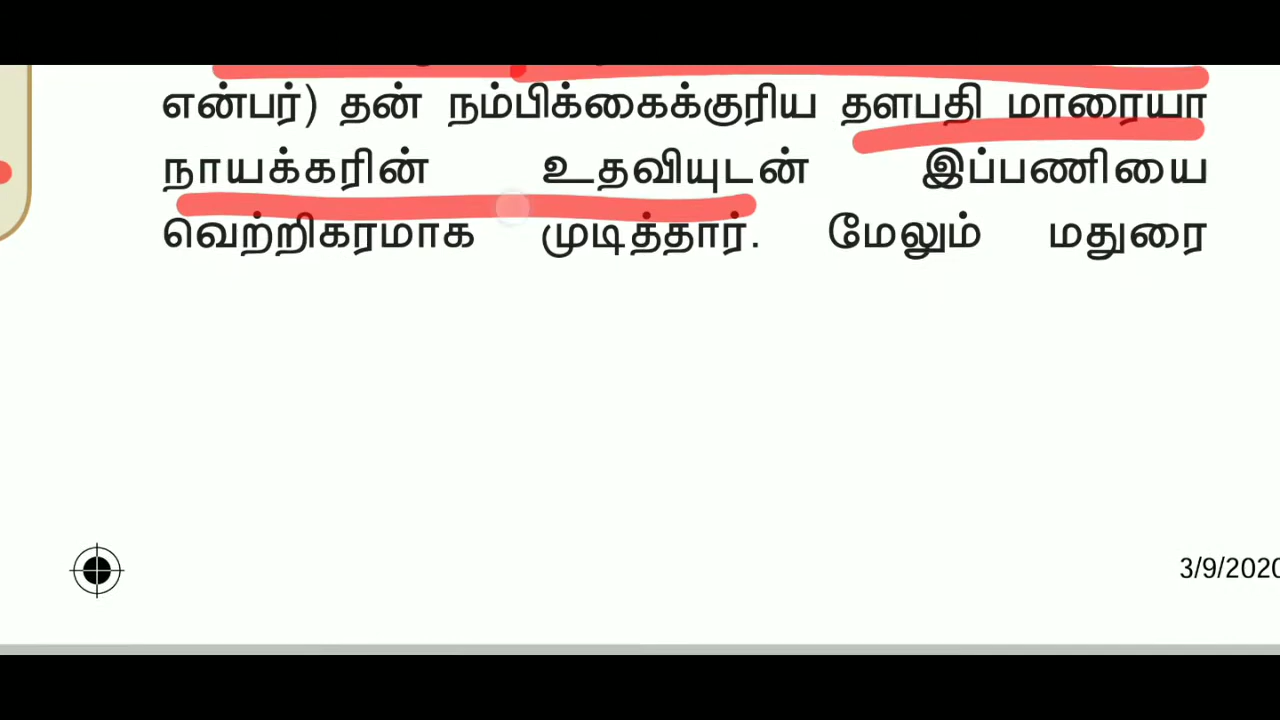 என்பர்) தன் நம்பிக்கைக்குரிய தளபதி மாரையா
நாயக்கரின் உதவியுடன் இப்பணியை
வெற்றிகரமாக முடித்தார். மேலும் மதுரை
3/9/2020